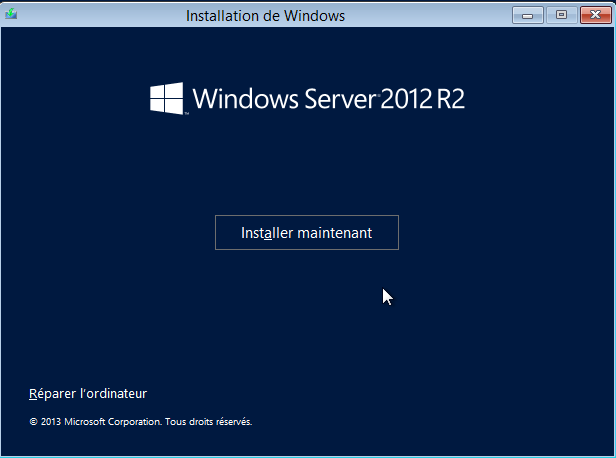 Installation de Windows
Windows Server 2012 R2
Installer maintenant
Réparer l'ordinateur
© 2013 Microsoft Corporation. Tous droits réservés.